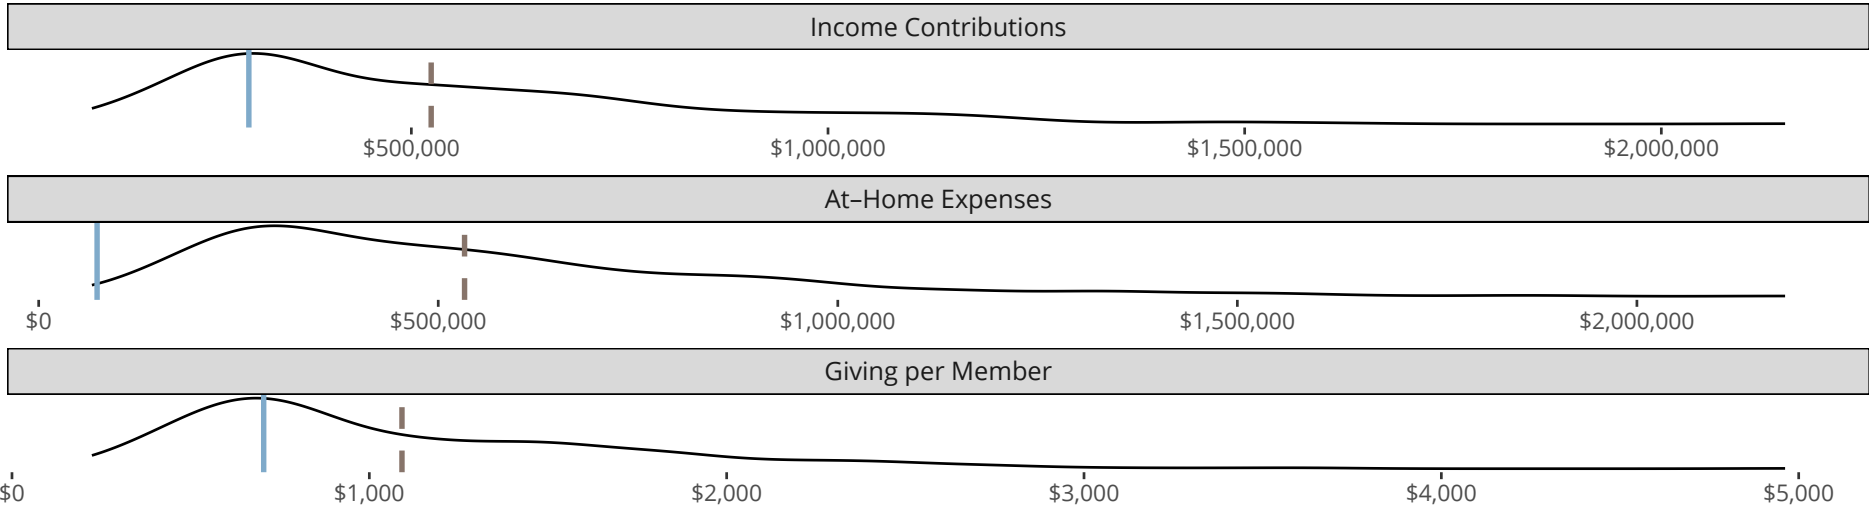 Income Contributions
$500,000 $1,000,000 $1,500,000 $2,000,000
At–Home Expenses
$0 $500,000 $1,000,000 $1,500,000 $2,000,000
Giving per Member
$0 $1,000 $2,000 $3,000 $4,000 $5,000